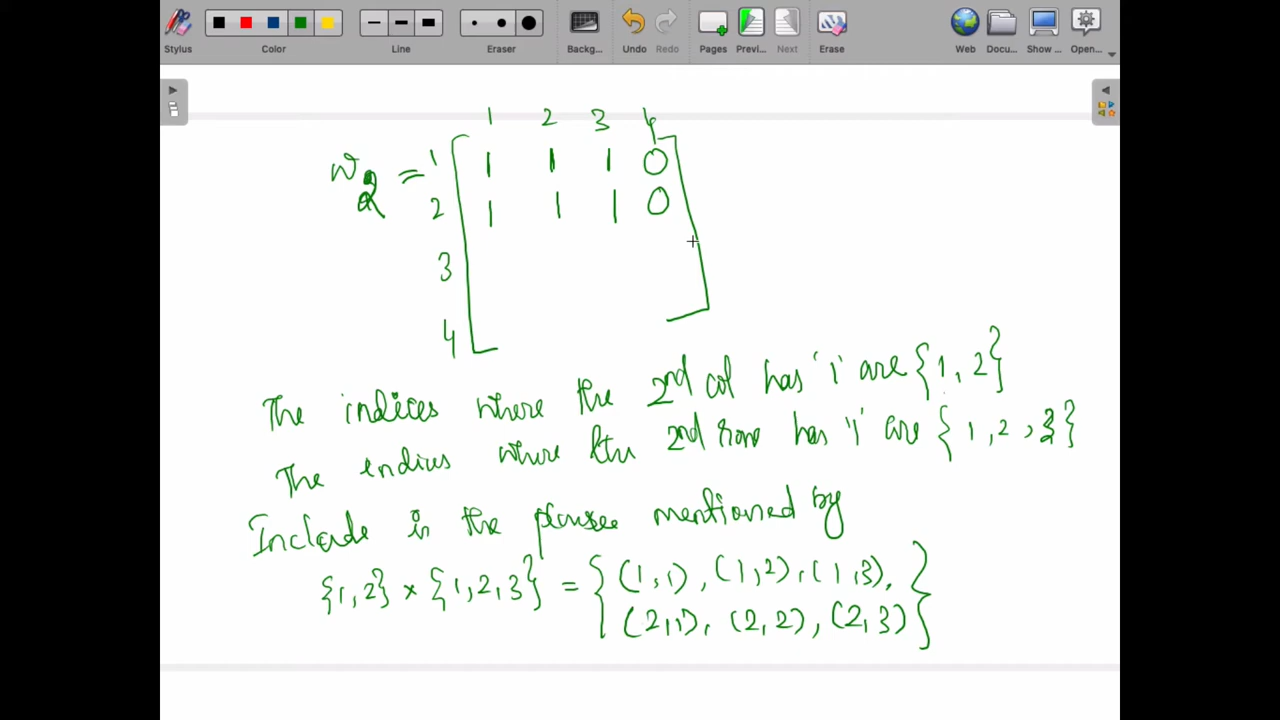 Stylus Color Line Eraser Backg... Undo Redo Pages Previ... Next Erase Web Docu... Show ... Open...
1 2 3 4
W2 = 1 1 1 1 0
2 1 1 1 0
3
4
The indices where the 2nd col has '1' are {1, 2}
The where the 2nd row has '1' are {1, 2, 3}
Include in the mentioned by
{1, 2} × {1, 2, 3} = { (1,1), (1,2), (1,3),
(2,1), (2,2), (2,3) }